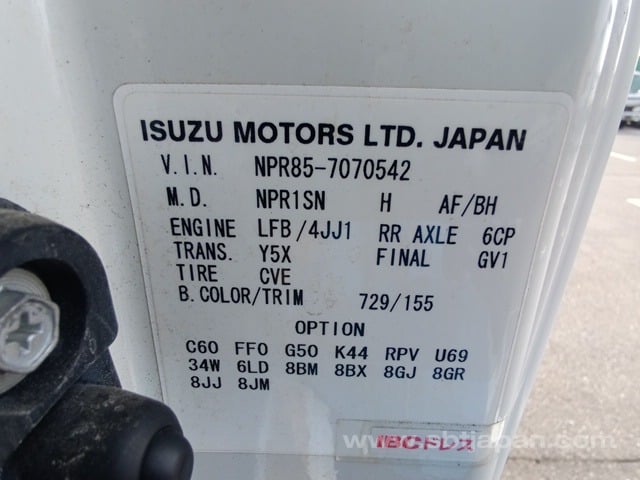 ISUZU MOTORS LTD. JAPAN
V.I.N. NPR85-7070542
M.D. NPR1SN H AF/BH
ENGINE LFB/4JJ1 RR AXLE 6CP
TRANS. Y5X FINAL GV1
TIRE CVE
B.COLOR/TRIM 729/155
OPTION
C60 FF0 G50 K44 RPV U69
34W 6LD 8BM 8BX 8GJ 8GR
8JJ 8JM